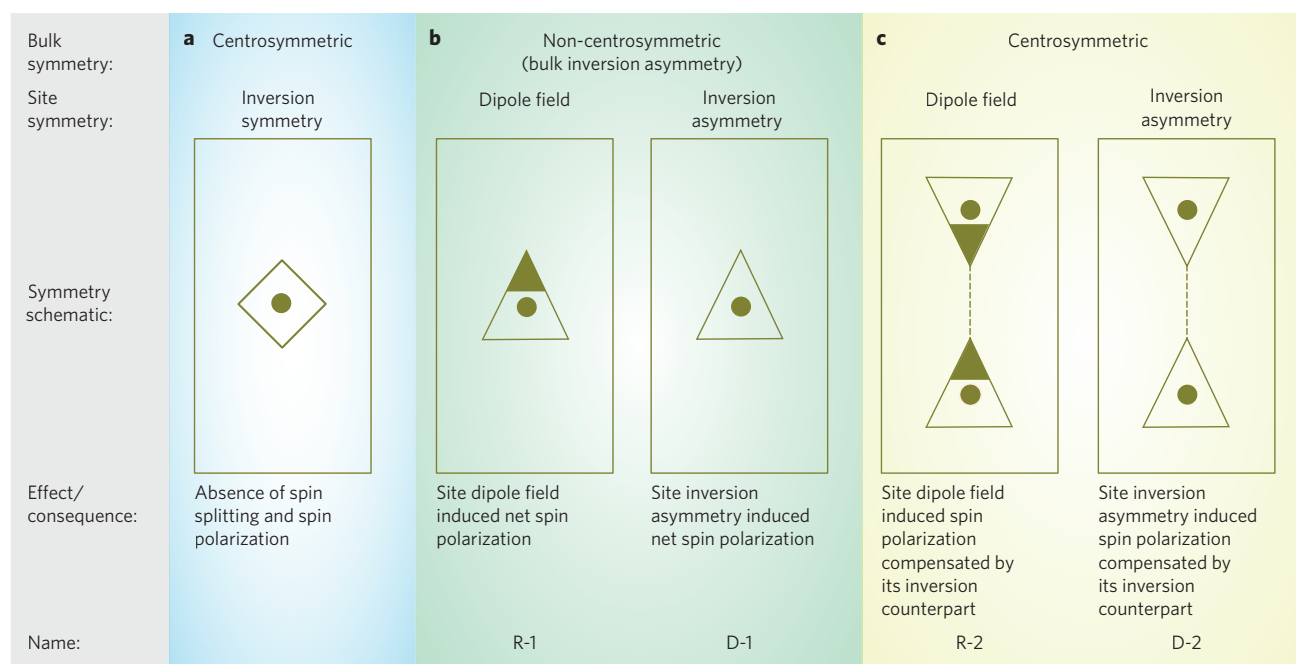 Bulk
symmetry:
a Centrosymmetric
b Non-centrosymmetric
(bulk inversion asymmetry)
c Centrosymmetric
Site
symmetry:
Inversion
symmetry
Dipole field
Inversion
asymmetry
Dipole field
Inversion
asymmetry
Symmetry
schematic:
Effect/
consequence:
Absence of spin
splitting and spin
polarization
Site dipole field
induced net spin
polarization
Site inversion
asymmetry induced
net spin polarization
Site dipole field
induced spin
polarization
compensated by
its inversion
counterpart
Site inversion
asymmetry induced
spin polarization
compensated by
its inversion
counterpart
Name:
R-1
D-1
R-2
D-2